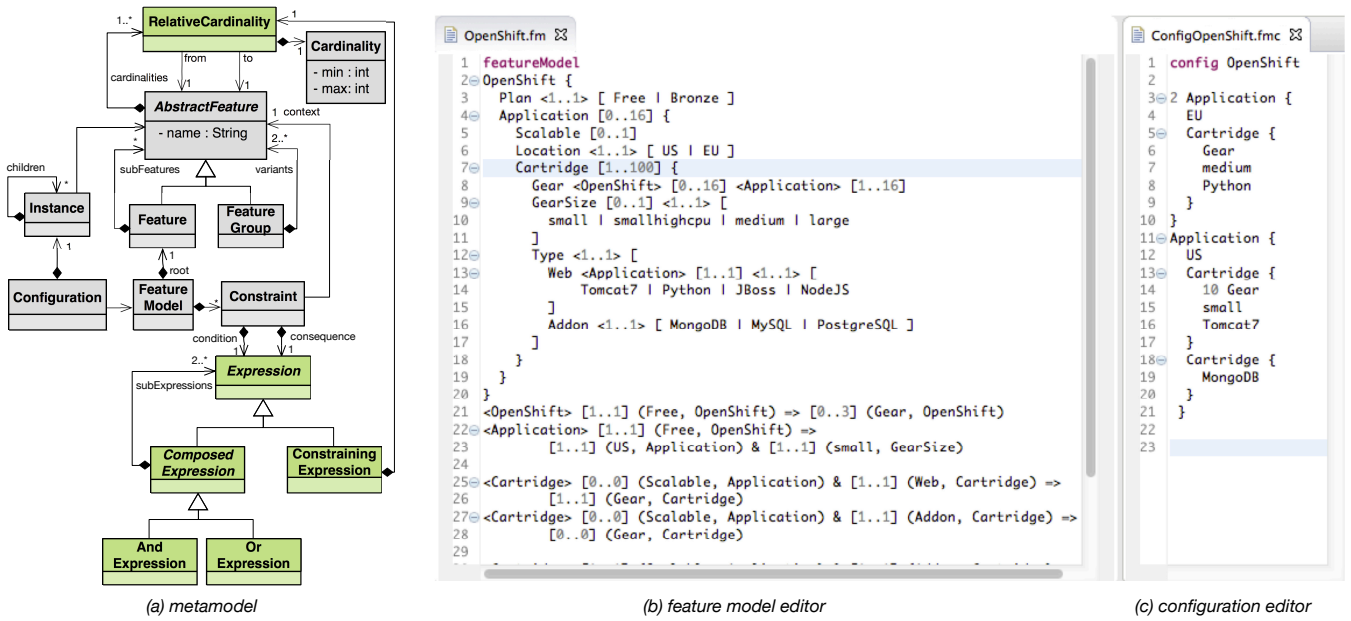 1..*
RelativeCardinality
1
1
Cardinality
- min : int
- max: int
from
to
cardinalities
1
1
AbstractFeature
- name : String
1
context
*
2..*
subFeatures
variants
children
*
Instance
Feature
Feature
Group
1
1
root
Configuration
Feature
Model
*
Constraint
condition
consequence
1
1
2..*
subExpressions
Expression
Composed
Expression
Constraining
Expression
And
Expression
Or
Expression
(a) metamodel
OpenShift.fm
1 featureModel
2 OpenShift {
3 Plan <1..1> [ Free | Bronze ]
4 Application [0..16] {
5 Scalable [0..1]
6 Location <1..1> [ US | EU ]
7 Cartridge [1..100] {
8 Gear <OpenShift> [0..16] <Application> [1..16]
9 GearSize [0..1] <1..1> [
10 small | smallhighcpu | medium | large
11 ]
12 Type <1..1> [
13 Web <Application> [1..1] <1..1> [
14 Tomcat7 | Python | JBoss | NodeJS
15 ]
16 Addon <1..1> [ MongoDB | MySQL | PostgreSQL ]
17 ]
18 }
19 }
20 }
21 <OpenShift> [1..1] (Free, OpenShift) => [0..3] (Gear, OpenShift)
22 <Application> [1..1] (Free, OpenShift) =>
23 [1..1] (US, Application) & [1..1] (small, GearSize)
24
25 <Cartridge> [0..0] (Scalable, Application) & [1..1] (Web, Cartridge) =>
26 [1..1] (Gear, Cartridge)
27 <Cartridge> [0..0] (Scalable, Application) & [1..1] (Addon, Cartridge) =>
28 [0..0] (Gear, Cartridge)
29
(b) feature model editor
ConfigOpenShift.fmc
1 config OpenShift
2
3 2 Application {
4 EU
5 Cartridge {
6 Gear
7 medium
8 Python
9 }
10 }
11 Application {
12 US
13 Cartridge {
14 10 Gear
15 small
16 Tomcat7
17 }
18 Cartridge {
19 MongoDB
20 }
21 }
22
23
(c) configuration editor